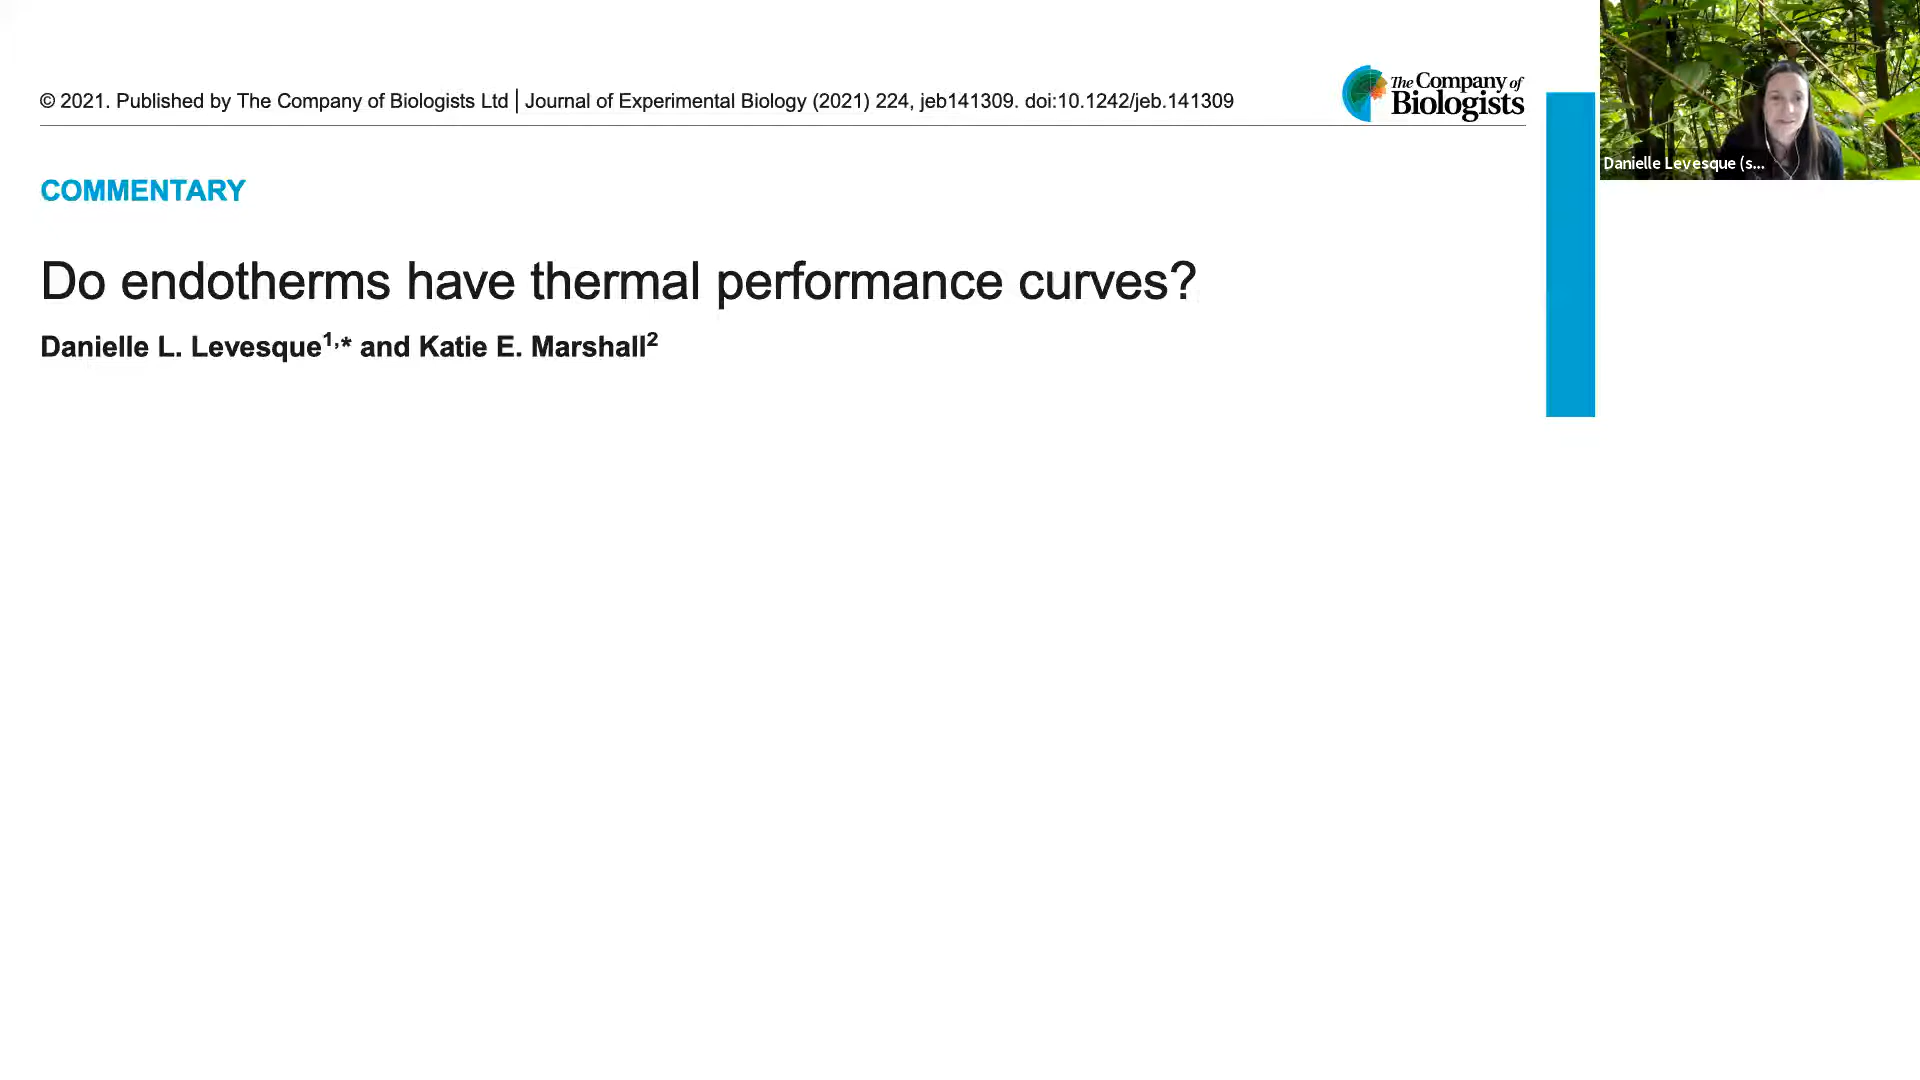 © 2021. Published by The Company of Biologists Ltd | Journal of Experimental Biology (2021) 224, jeb141309. doi:10.1242/jeb.141309
The Company of
Biologists
Danielle Levesque (s...
COMMENTARY
Do endotherms have thermal performance curves?
Danielle L. Levesque1,* and Katie E. Marshall2